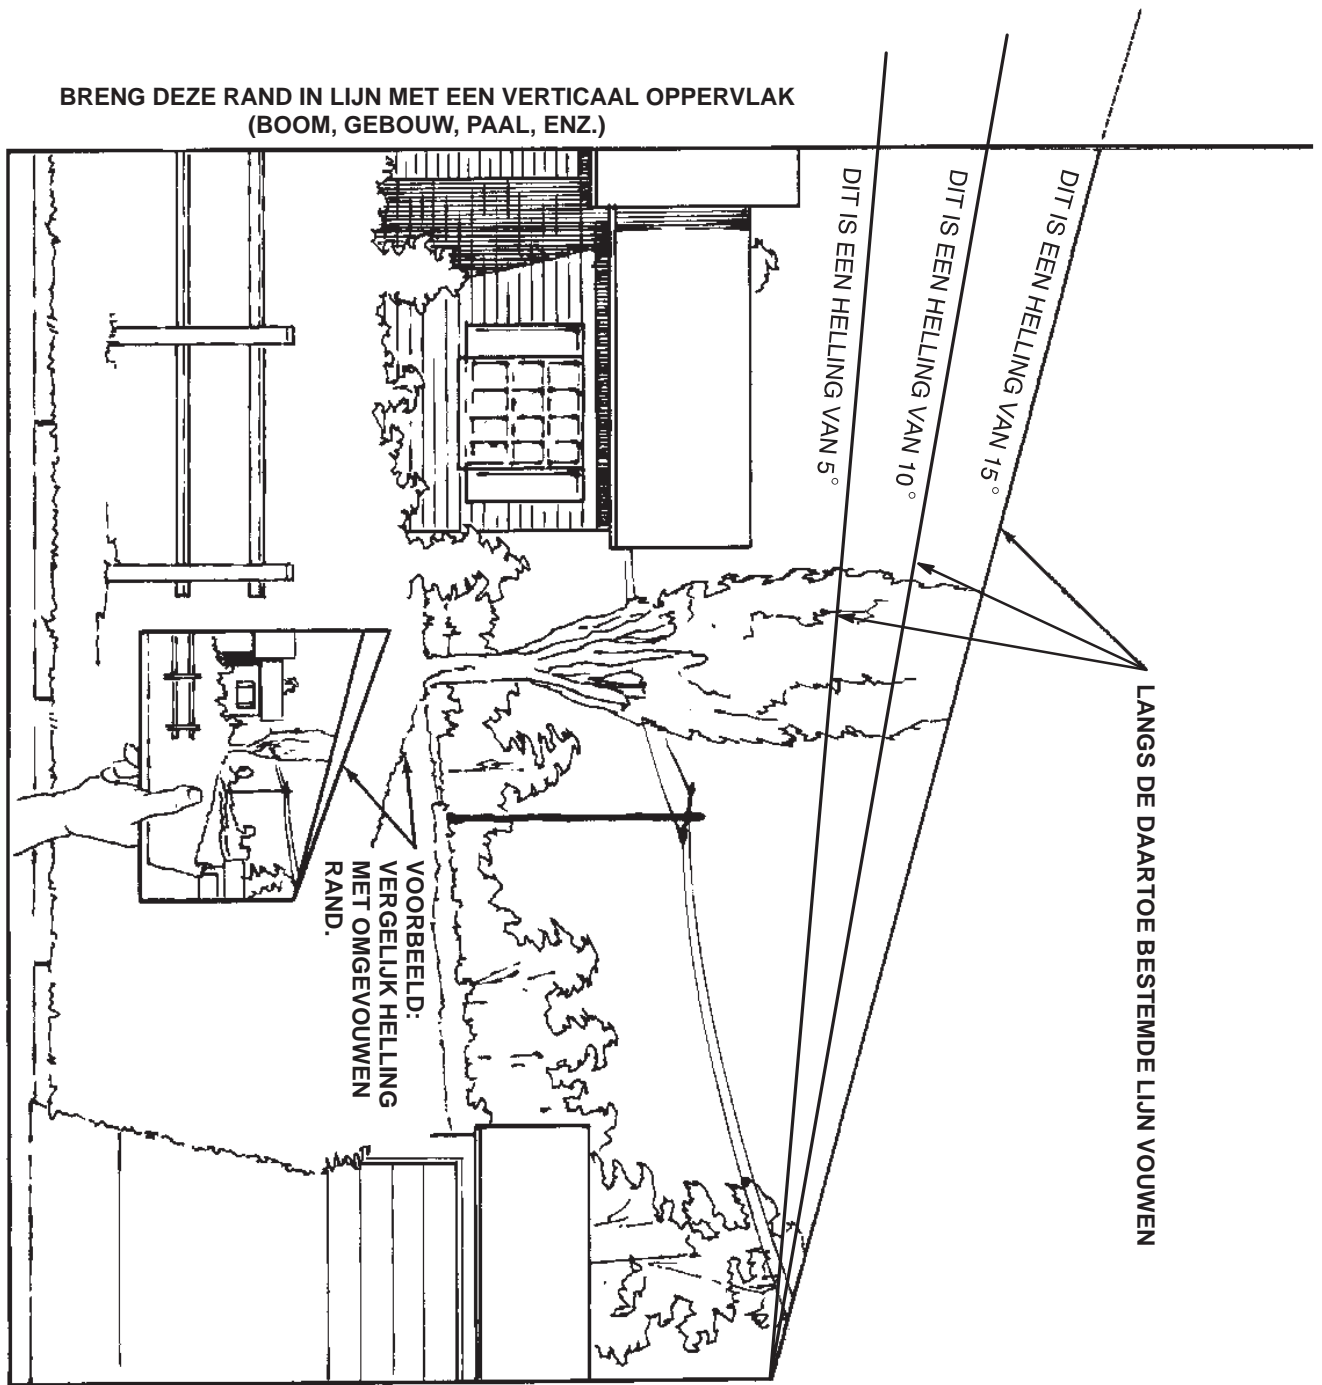 BRENG DEZE RAND IN LIJN MET EEN VERTICAAL OPPERVLAK
(BOOM, GEBOUW, PAAL, ENZ.)
DIT IS EEN HELLING VAN 15°
DIT IS EEN HELLING VAN 10°
DIT IS EEN HELLING VAN 5°
LANGS DE DAARTOE BESTEMDE LIJN VOUWEN
VOORBEELD:
VERGELIJK HELLING
MET OMGEVOUWEN
RAND.